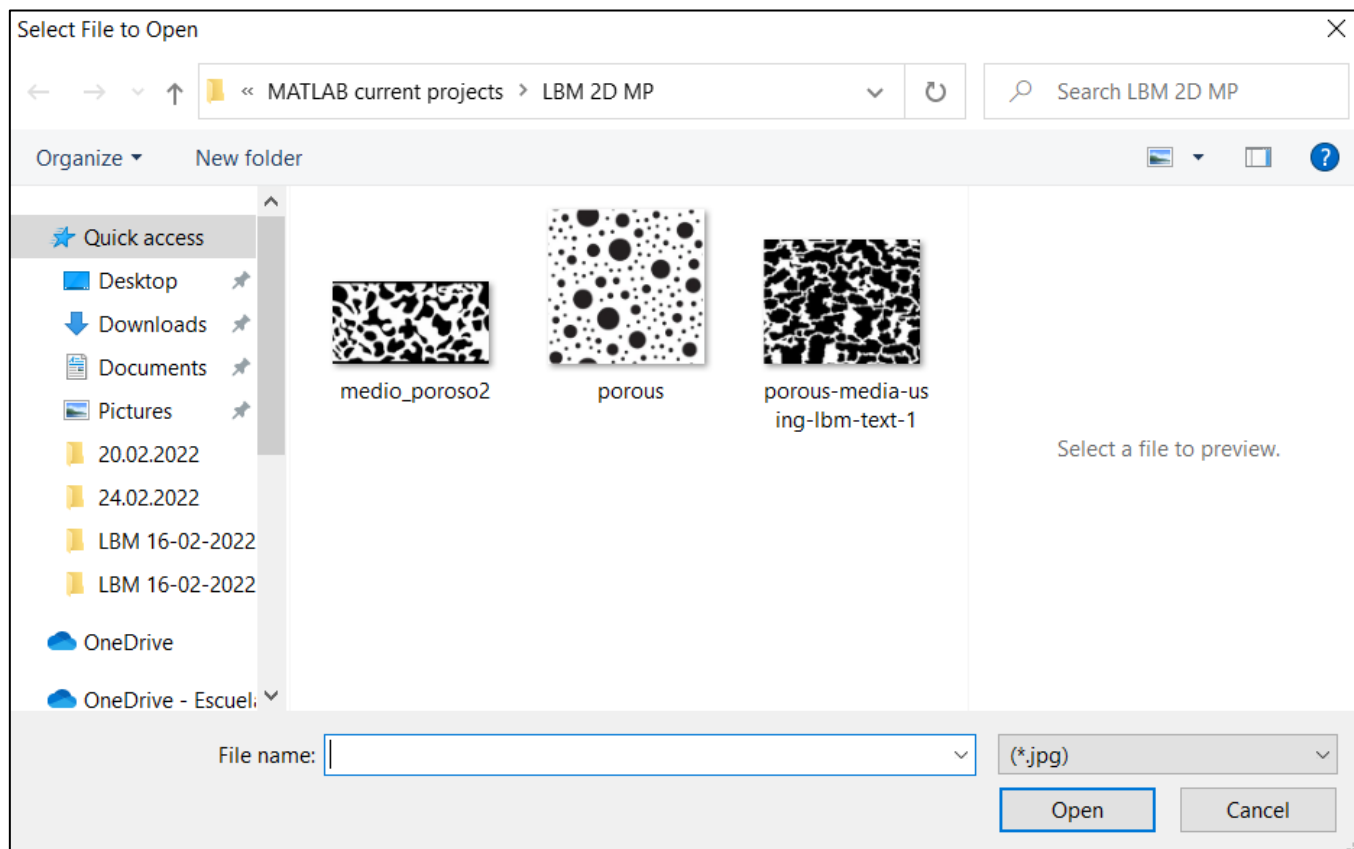 Select File to Open
« MATLAB current projects > LBM 2D MP
Search LBM 2D MP
Organize
New folder
Quick access
Desktop
Downloads
Documents
Pictures
20.02.2022
24.02.2022
LBM 16-02-2022
LBM 16-02-2022
OneDrive
OneDrive - Escuela
medio_poroso2
porous
porous-media-us
ing-lbm-text-1
Select a file to preview.
File name:
(*.jpg)
Open
Cancel